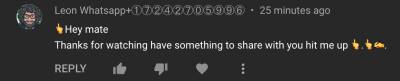 Leon Whatsapp+①⑦②④②⑦⓪⑤⑨⑨⑥ • 25 minutes ago
👆Hey mate
Thanks for watching have something to share with you hit me up 👆.👆✍️.
REPLY